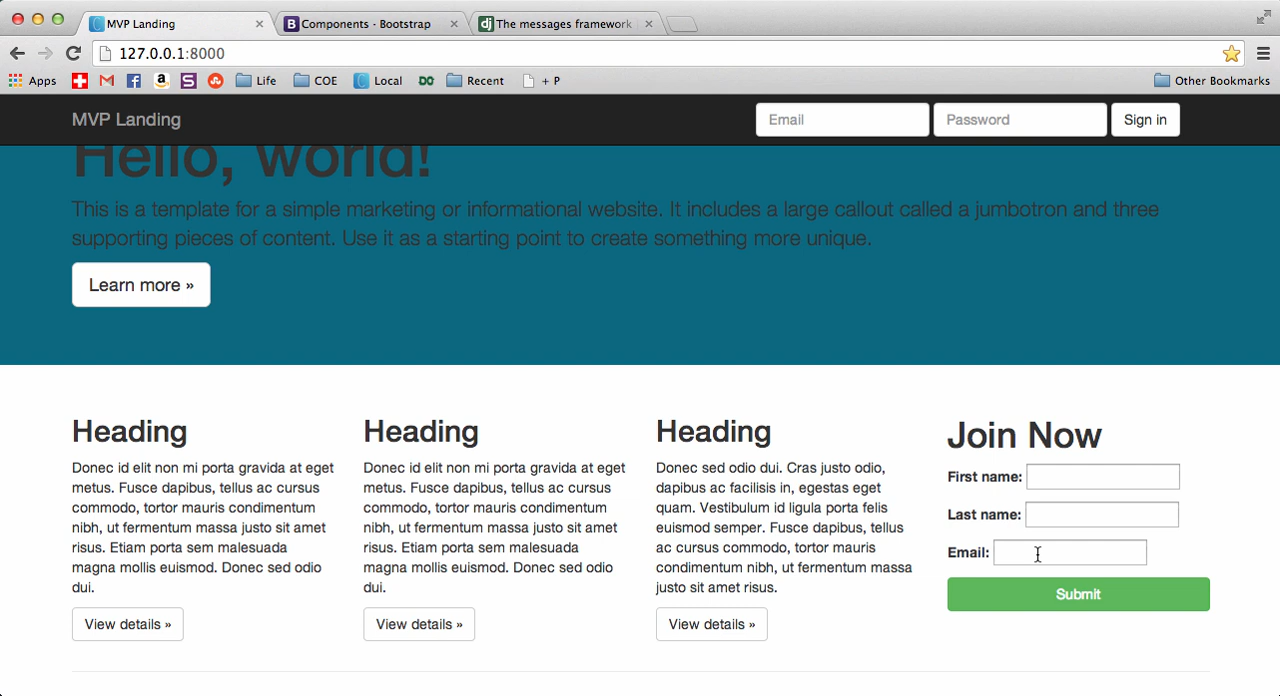 MVP Landing
Components - Bootstrap
The messages framework
127.0.0.1:8000
Apps
Life
COE
Local
DO
Recent
+ P
Other Bookmarks
MVP Landing
Email
Password
Sign in
Hello, world!
This is a template for a simple marketing or informational website. It includes a large callout called a jumbotron and three
supporting pieces of content. Use it as a starting point to create something more unique.
Learn more »
Heading
Donec id elit non mi porta gravida at eget
metus. Fusce dapibus, tellus ac cursus
commodo, tortor mauris condimentum
nibh, ut fermentum massa justo sit amet
risus. Etiam porta sem malesuada
magna mollis euismod. Donec sed odio
dui.
View details »
Heading
Donec id elit non mi porta gravida at eget
metus. Fusce dapibus, tellus ac cursus
commodo, tortor mauris condimentum
nibh, ut fermentum massa justo sit amet
risus. Etiam porta sem malesuada
magna mollis euismod. Donec sed odio
dui.
View details »
Heading
Donec sed odio dui. Cras justo odio,
dapibus ac facilisis in, egestas eget
quam. Vestibulum id ligula porta felis
euismod semper. Fusce dapibus, tellus
ac cursus commodo, tortor mauris
condimentum nibh, ut fermentum massa
justo sit amet risus.
View details »
Join Now
First name:
Last name:
Email:
Submit